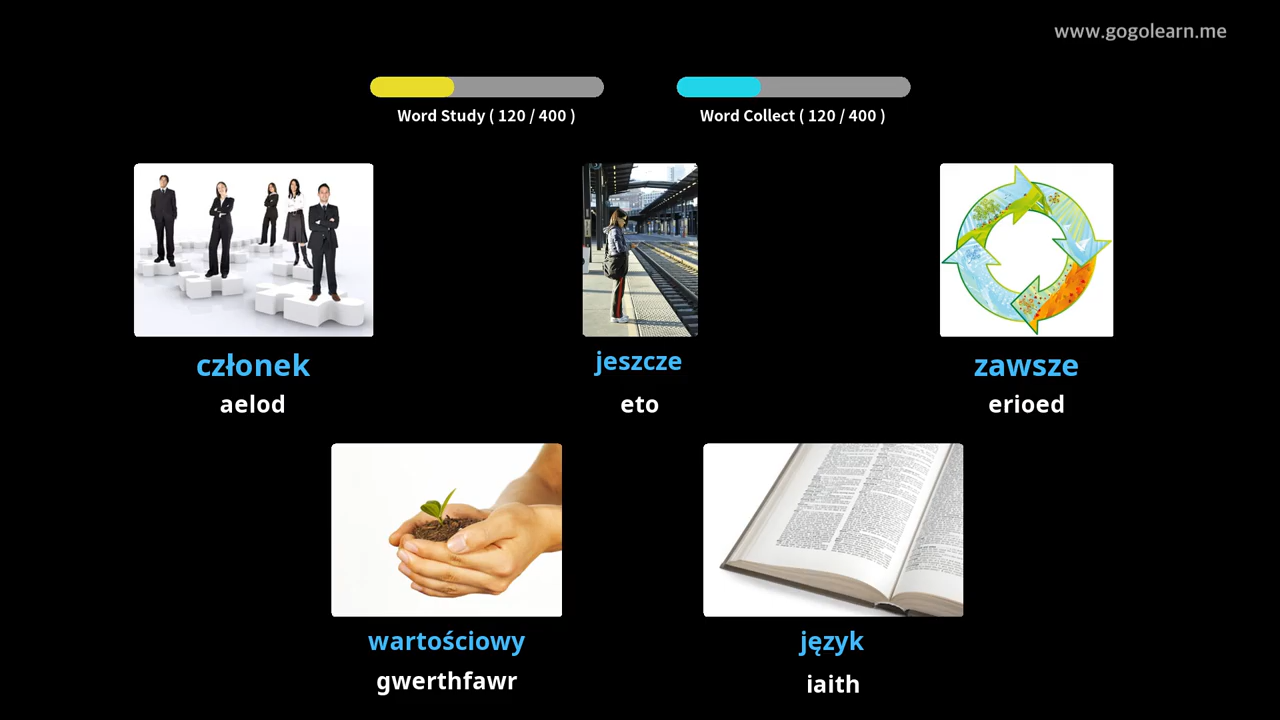 www.gogolearn.me
Word Study ( 120 / 400 )
Word Collect ( 120 / 400 )
członek
aelod
jeszcze
eto
zawsze
erioed
wartościowy
gwerthfawr
język
iaith